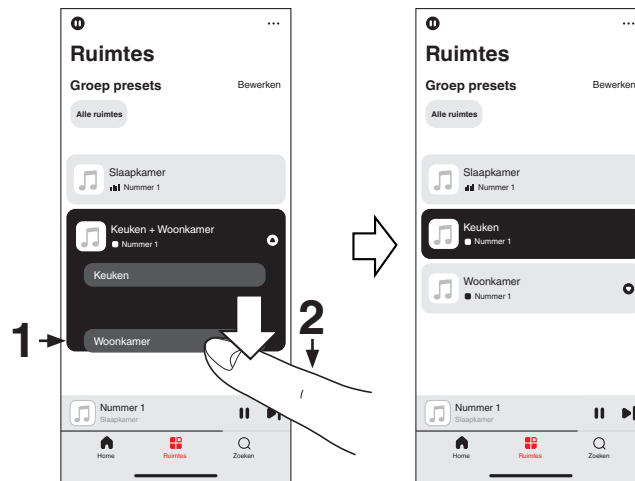 Ruimtes
Groep presets Bewerken
Alle ruimtes
Slaapkamer
Nummer 1
Keuken + Woonkamer
Nummer 1
Keuken
1
Woonkamer
2
Nummer 1
Slaapkamer
Home Ruimtes Zoeken
Ruimtes
Groep presets Bewerken
Alle ruimtes
Slaapkamer
Nummer 1
Keuken
Nummer 1
Woonkamer
Nummer 1
Nummer 1
Slaapkamer
Home Ruimtes Zoeken